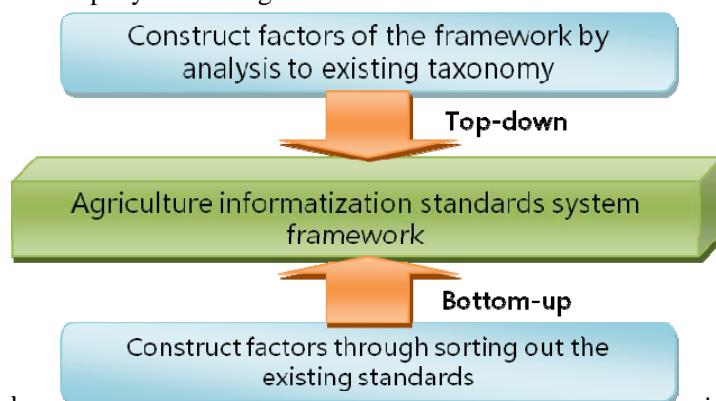 Construct factors of the framework by
analysis to existing taxonomy
Top-down
Agriculture informatization standards system
framework
Bottom-up
Construct factors through sorting out the
existing standards